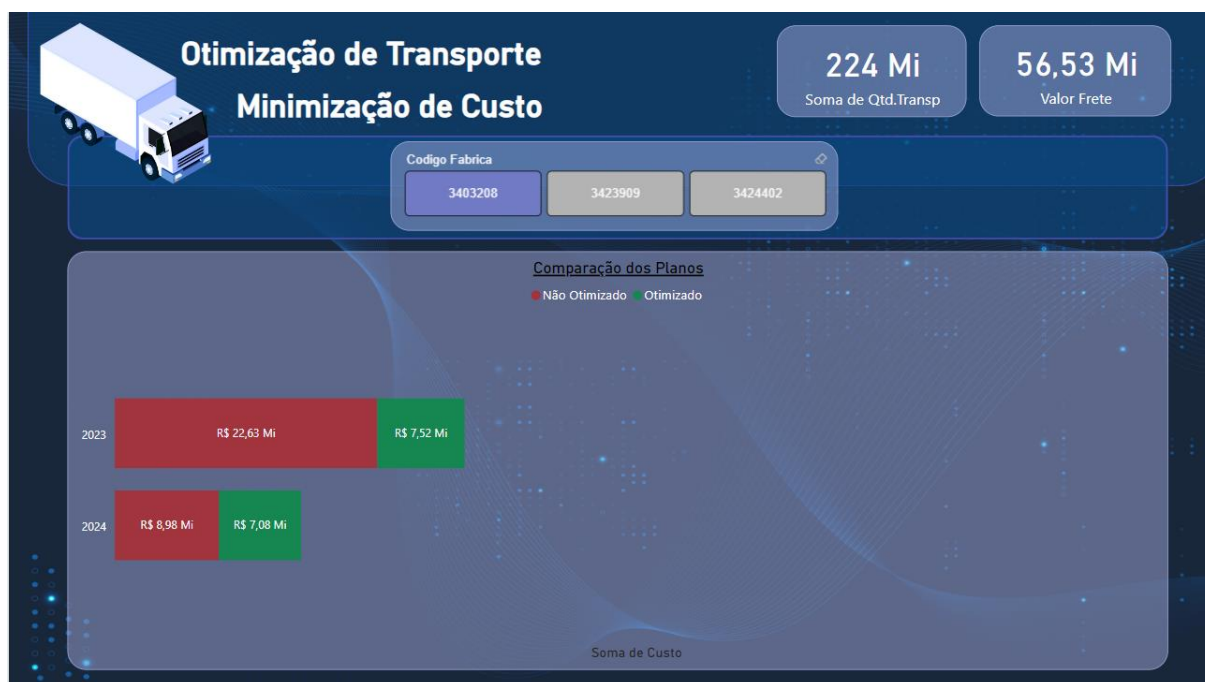 Otimização de Transporte
Minimização de Custo
224 Mi
Soma de Qtd.Transp
56,53 Mi
Valor Frete
Codigo Fabrica
3403208
3423909
3424402
Comparação dos Planos
Não Otimizado
Otimizado
2023
R$ 22,63 Mi
R$ 7,52 Mi
2024
R$ 8,98 Mi
R$ 7,08 Mi
Soma de Custo